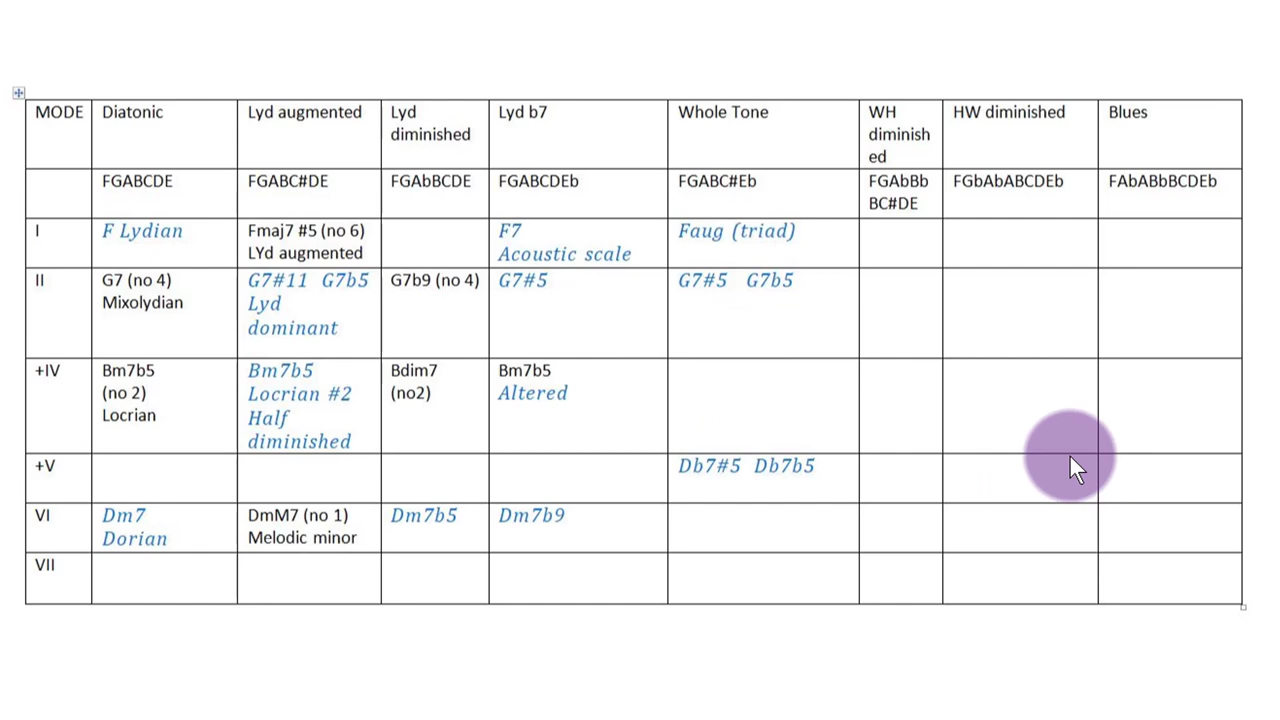 MODE Diatonic Lyd augmented Lyd Lyd b7 Whole Tone WH HW diminished Blues
diminished diminish
ed
FGABCDE FGABC#DE FGAbBCDE FGABCDEb FGABC#Eb FGAbBb FGbAbABCDEb FAbABbBCDEb
BC#DE
I F Lydian Fmaj7 #5 (no 6) F7 Faug (triad)
LYd augmented Acoustic scale
II G7 (no 4) G7#11 G7b5 G7b9 (no 4) G7#5 G7#5 G7b5
Mixolydian Lyd
dominant
+IV Bm7b5 Bm7b5 Bdim7 Bm7b5
(no 2) Locrian #2 (no2) Altered
Locrian Half
diminished
+V Db7#5 Db7b5
VI Dm7 DmM7 (no 1) Dm7b5 Dm7b9
Dorian Melodic minor
VII